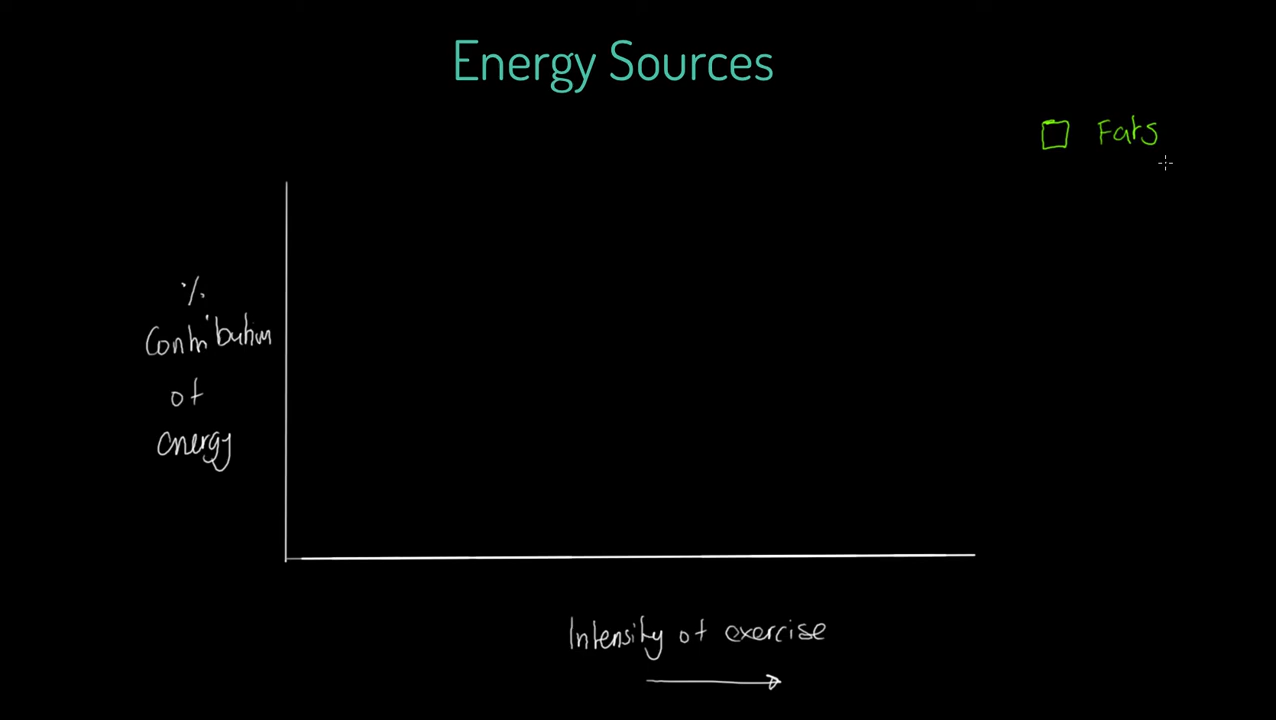 Energy Sources
Fats
%
Contribution
of
energy
Intensity of exercise